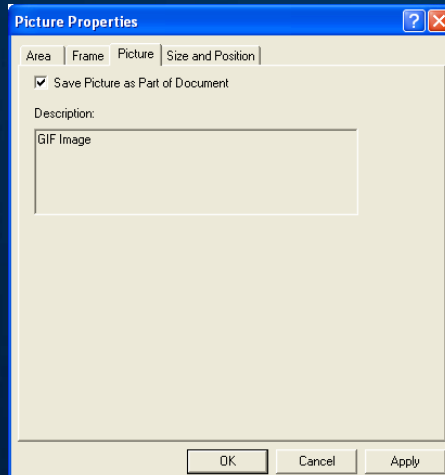 Picture Properties
Area Frame Picture Size and Position
Save Picture as Part of Document
Description:
GIF Image
OK Cancel Apply